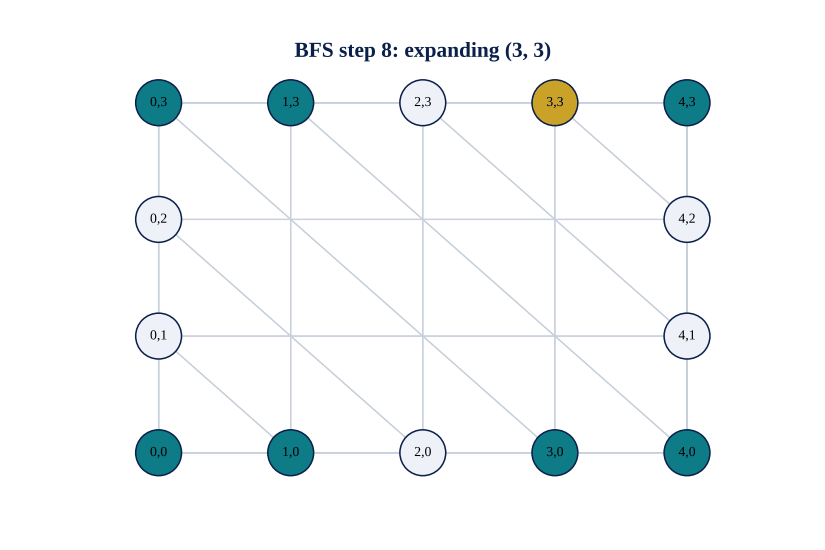 BFS step 8: expanding (3, 3)
0,3 1,3 2,3 3,3 4,3
0,2 4,2
0,1 4,1
0,0 1,0 2,0 3,0 4,0